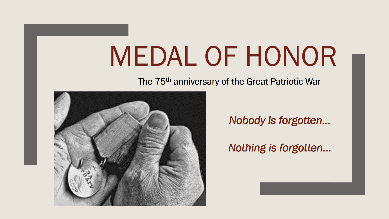 MEDAL OF HONOR
The 75th anniversary of the Great Patriotic War
Nobody is forgotten...
Nothing is forgotten...